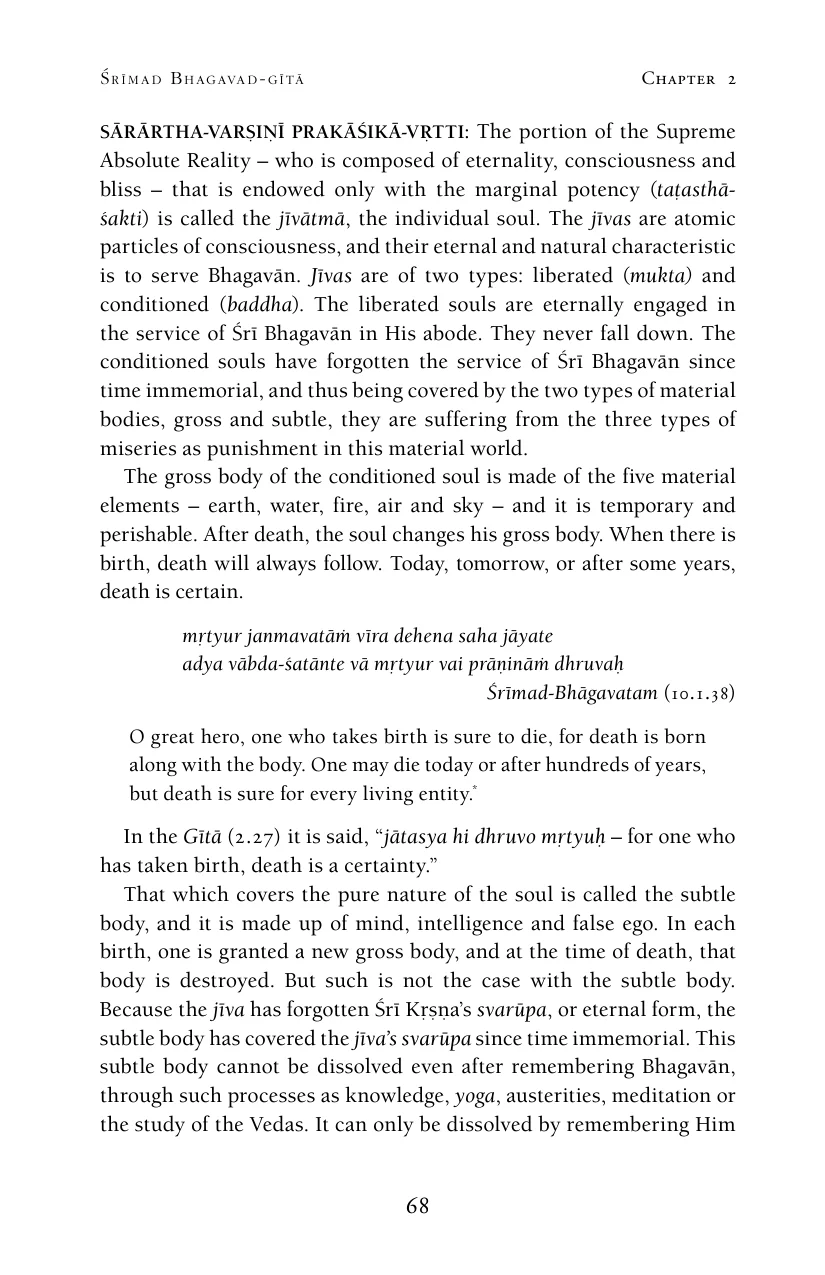 Śrīmad Bhagavad-gītā Chapter 2
SĀRĀRTHA-VARṢIṆĪ PRAKĀŚIKĀ-VṚTTI: The portion of the Supreme
Absolute Reality – who is composed of eternality, consciousness and
bliss – that is endowed only with the marginal potency (taṭasthā-
śakti) is called the jīvātmā, the individual soul. The jīvas are atomic
particles of consciousness, and their eternal and natural characteristic
is to serve Bhagavān. Jīvas are of two types: liberated (mukta) and
conditioned (baddha). The liberated souls are eternally engaged in
the service of Śrī Bhagavān in His abode. They never fall down. The
conditioned souls have forgotten the service of Śrī Bhagavān since
time immemorial, and thus being covered by the two types of material
bodies, gross and subtle, they are suffering from the three types of
miseries as punishment in this material world.
The gross body of the conditioned soul is made of the five material
elements – earth, water, fire, air and sky – and it is temporary and
perishable. After death, the soul changes his gross body. When there is
birth, death will always follow. Today, tomorrow, or after some years,
death is certain.
mṛtyur janmavatāṁ vīra dehena saha jāyate
adya vābda-śatānte vā mṛtyur vai prāṇināṁ dhruvaḥ
Śrīmad-Bhāgavatam (10.1.38)
O great hero, one who takes birth is sure to die, for death is born
along with the body. One may die today or after hundreds of years,
but death is sure for every living entity.*
In the Gītā (2.27) it is said, “jātasya hi dhruvo mṛtyuḥ – for one who
has taken birth, death is a certainty.”
That which covers the pure nature of the soul is called the subtle
body, and it is made up of mind, intelligence and false ego. In each
birth, one is granted a new gross body, and at the time of death, that
body is destroyed. But such is not the case with the subtle body.
Because the jīva has forgotten Śrī Kṛṣṇa’s svarūpa, or eternal form, the
subtle body has covered the jīva’s svarūpa since time immemorial. This
subtle body cannot be dissolved even after remembering Bhagavān,
through such processes as knowledge, yoga, austerities, meditation or
the study of the Vedas. It can only be dissolved by remembering Him
68